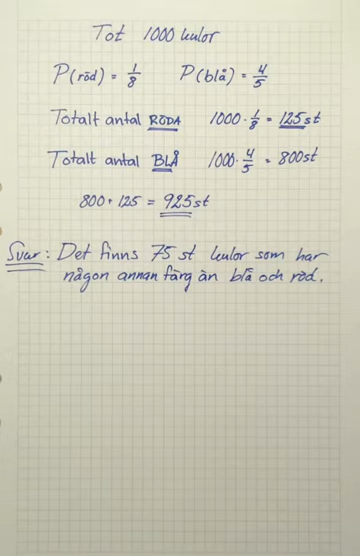 Tot 1000 kulor
P(röd) = 1/8 P(blå) = 4/5
Totalt antal RÖDA 1000 · 1/8 = 125 st
Totalt antal BLÅ 1000 · 4/5 = 800 st
800 + 125 = 925 st
Svar: Det finns 75 st kulor som har
någon annan färg än blå och röd.